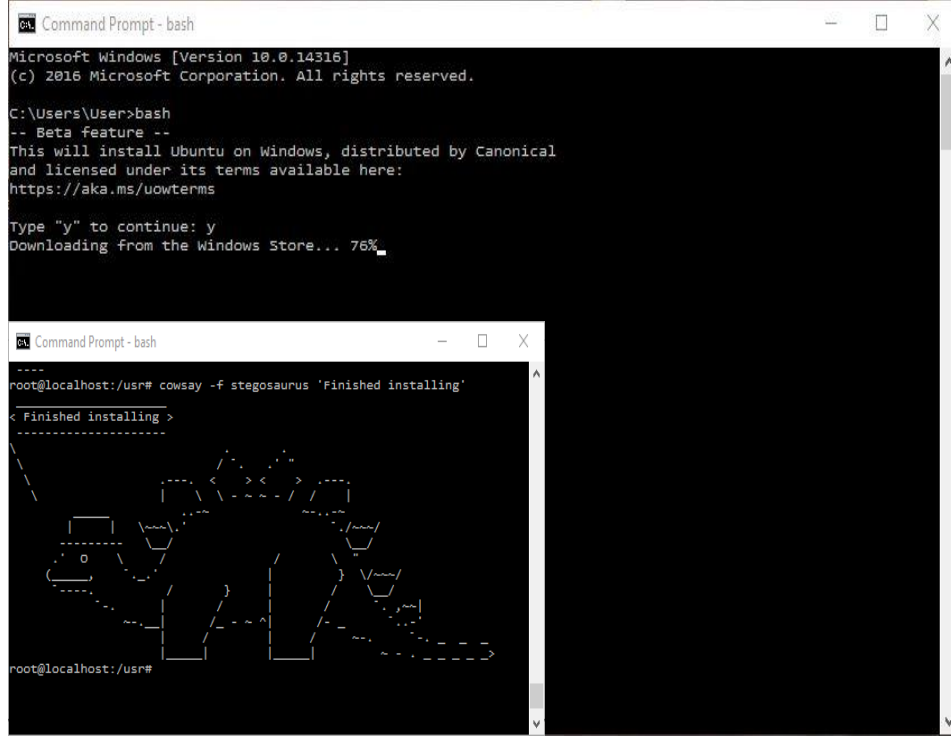 Command Prompt - bash
Microsoft Windows [Version 10.0.14316]
(c) 2016 Microsoft Corporation. All rights reserved.
C:\Users\User>bash
-- Beta feature --
This will install Ubuntu on Windows, distributed by Canonical
and licensed under its terms available here:
https://aka.ms/uowterms
Type "y" to continue: y
Downloading from the Windows Store... 76%
Command Prompt - bash
root@localhost:/usr# cowsay -f stegosaurus 'Finished installing'
< Finished installing >
root@localhost:/usr#